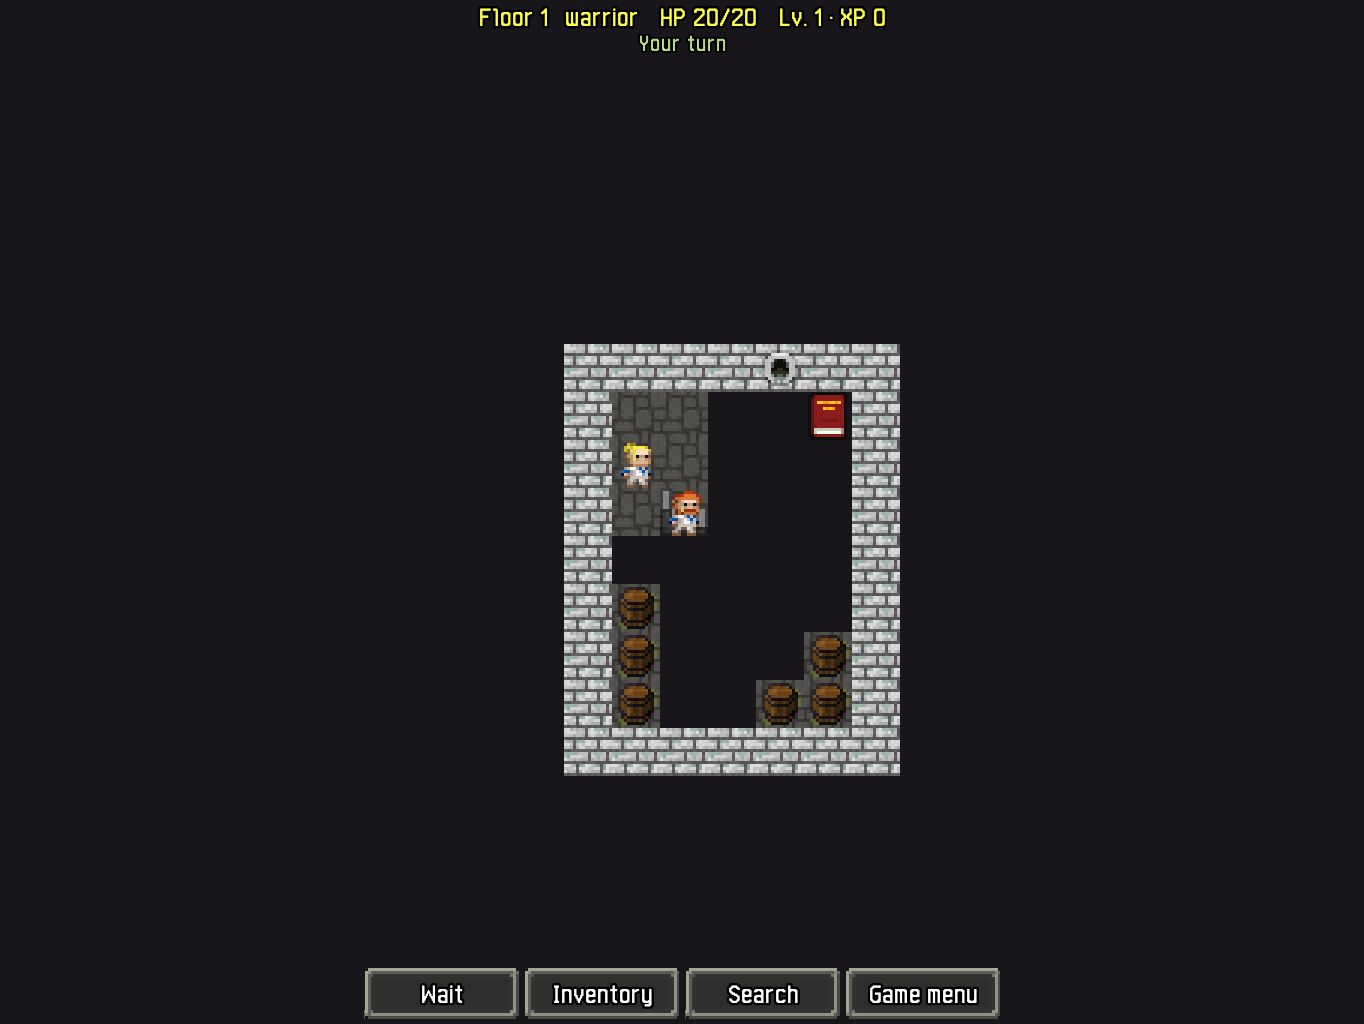 Floor 1 warrior HP 20/20 Lv. 1 · XP 0
Your turn
Wait
Inventory
Search
Game menu